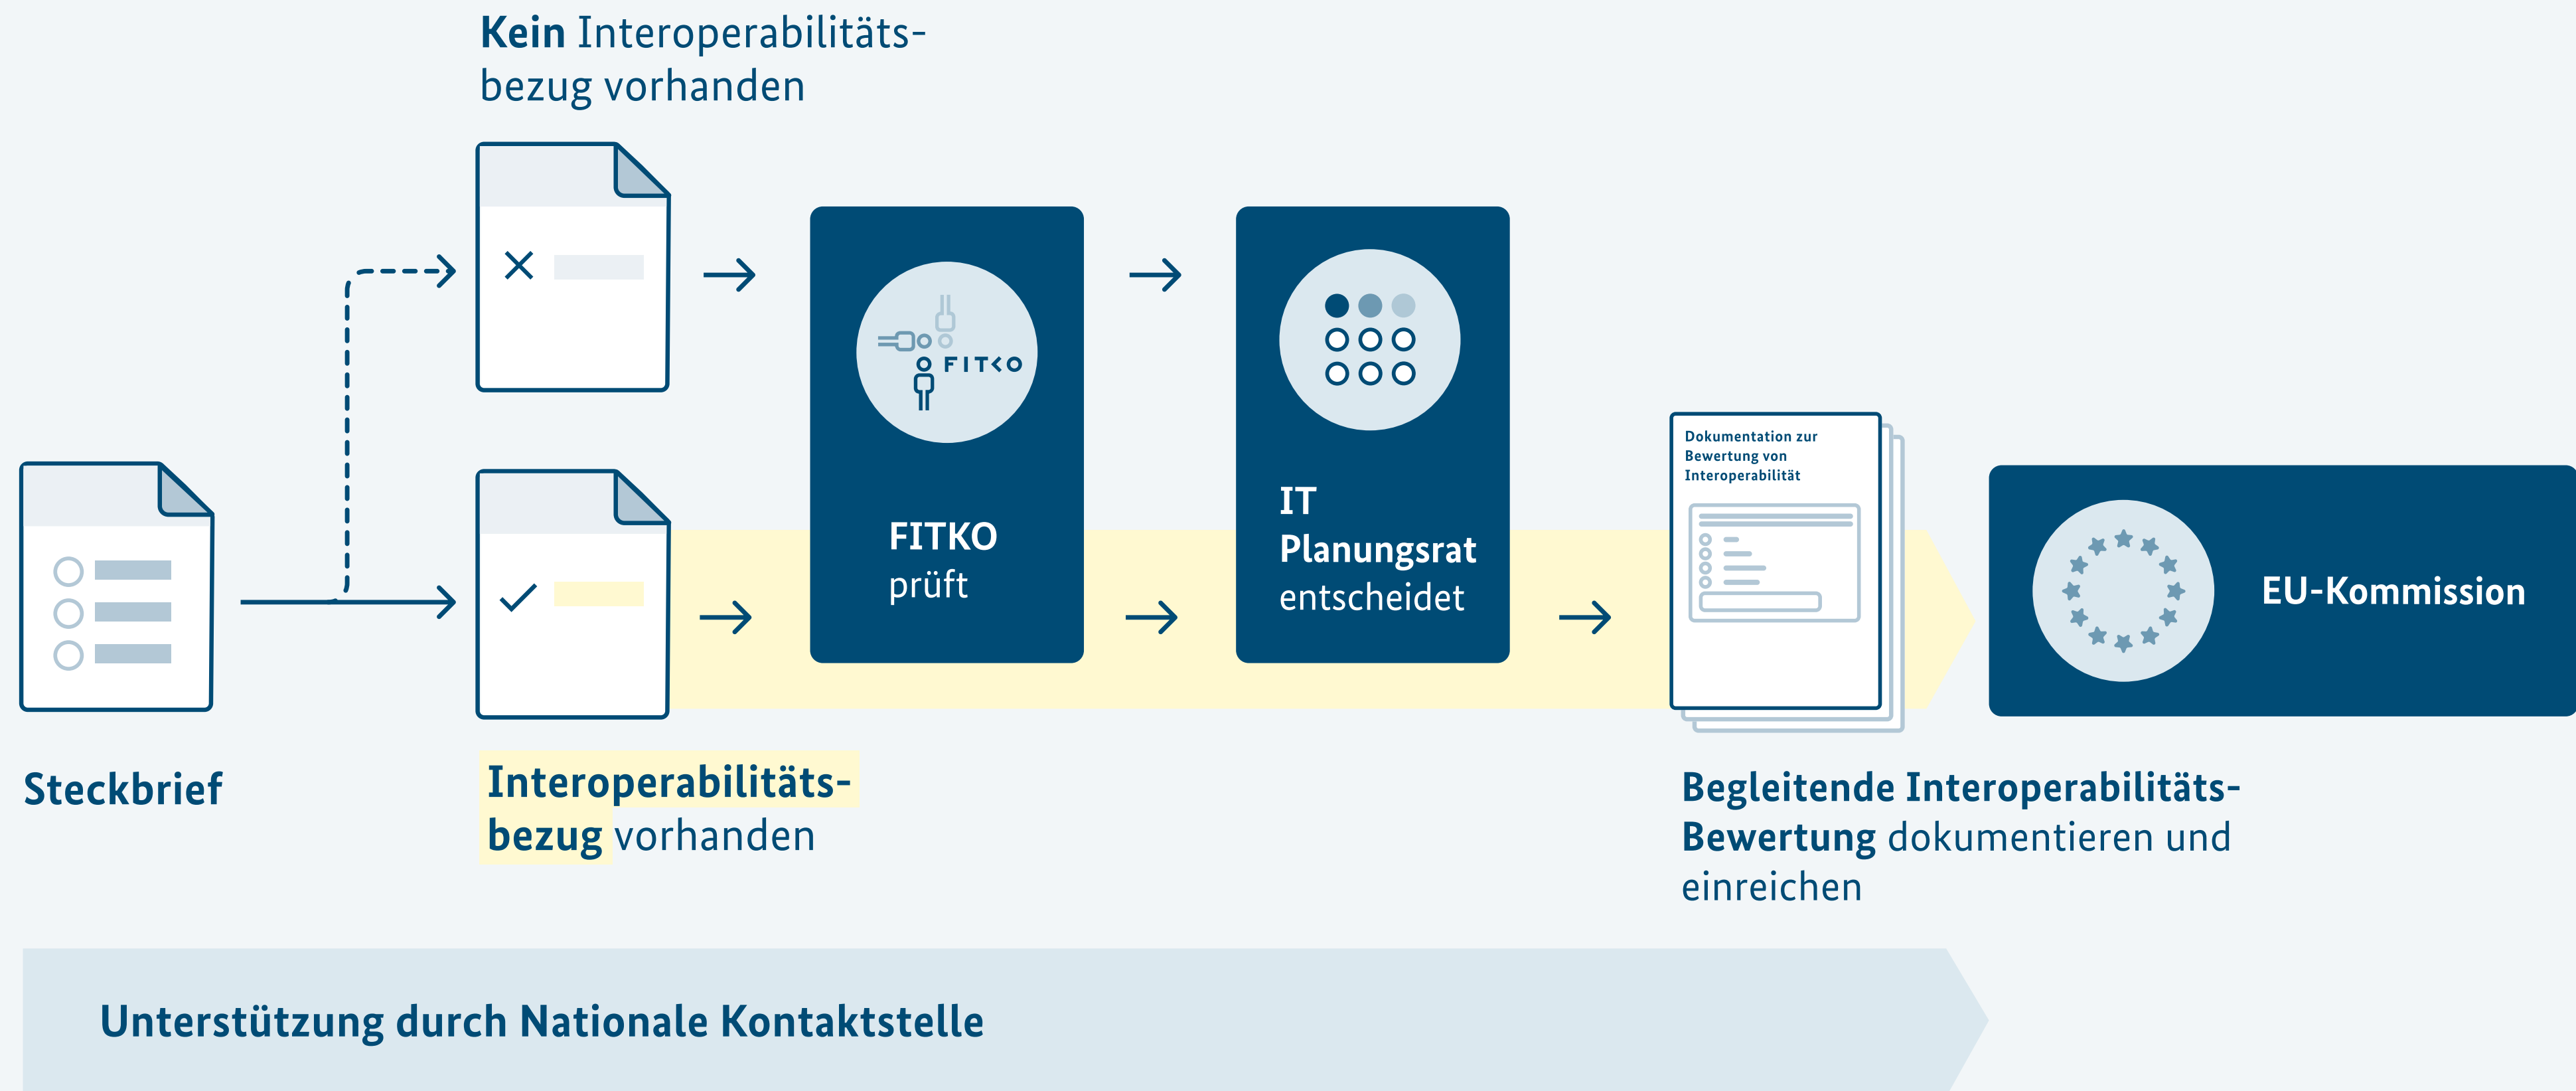 Kein Interoperabilitäts-
bezug vorhanden
FITKO
FITKO
prüft
IT
Planungsrat
entscheidet
Dokumentation zur
Bewertung von
Interoperabilität
EU-Kommission
Steckbrief
Interoperabilitäts-
bezug vorhanden
Begleitende Interoperabilitäts-
Bewertung dokumentieren und
einreichen
Unterstützung durch Nationale Kontaktstelle